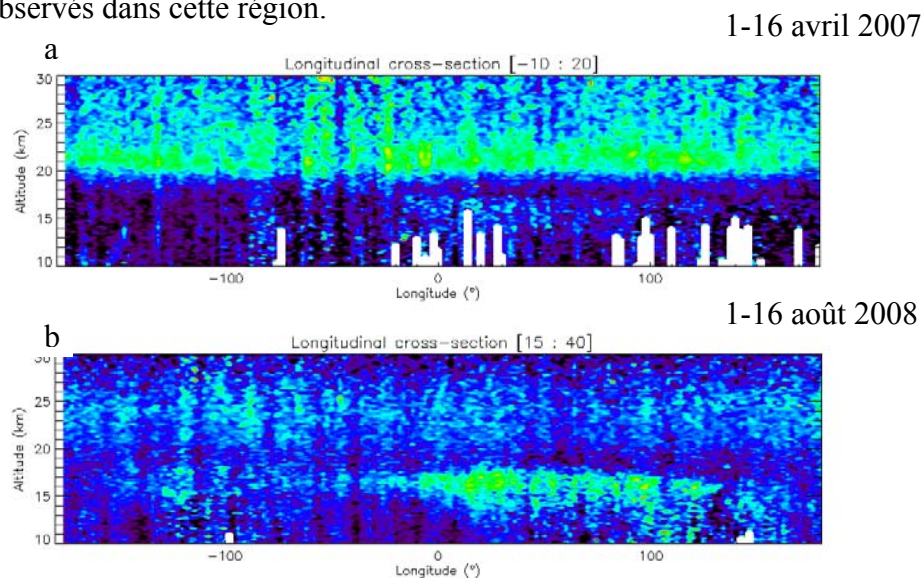 bservés dans cette région.
1-16 avril 2007
a
Longitudinal cross-section [-10 : 20]
30
25
20
15
10
Altitude (km)
-100 0 100
Longitude (°)
1-16 août 2008
b
Longitudinal cross-section [15 : 40]
30
25
20
15
10
Altitude (km)
-100 0 100
Longitude (°)